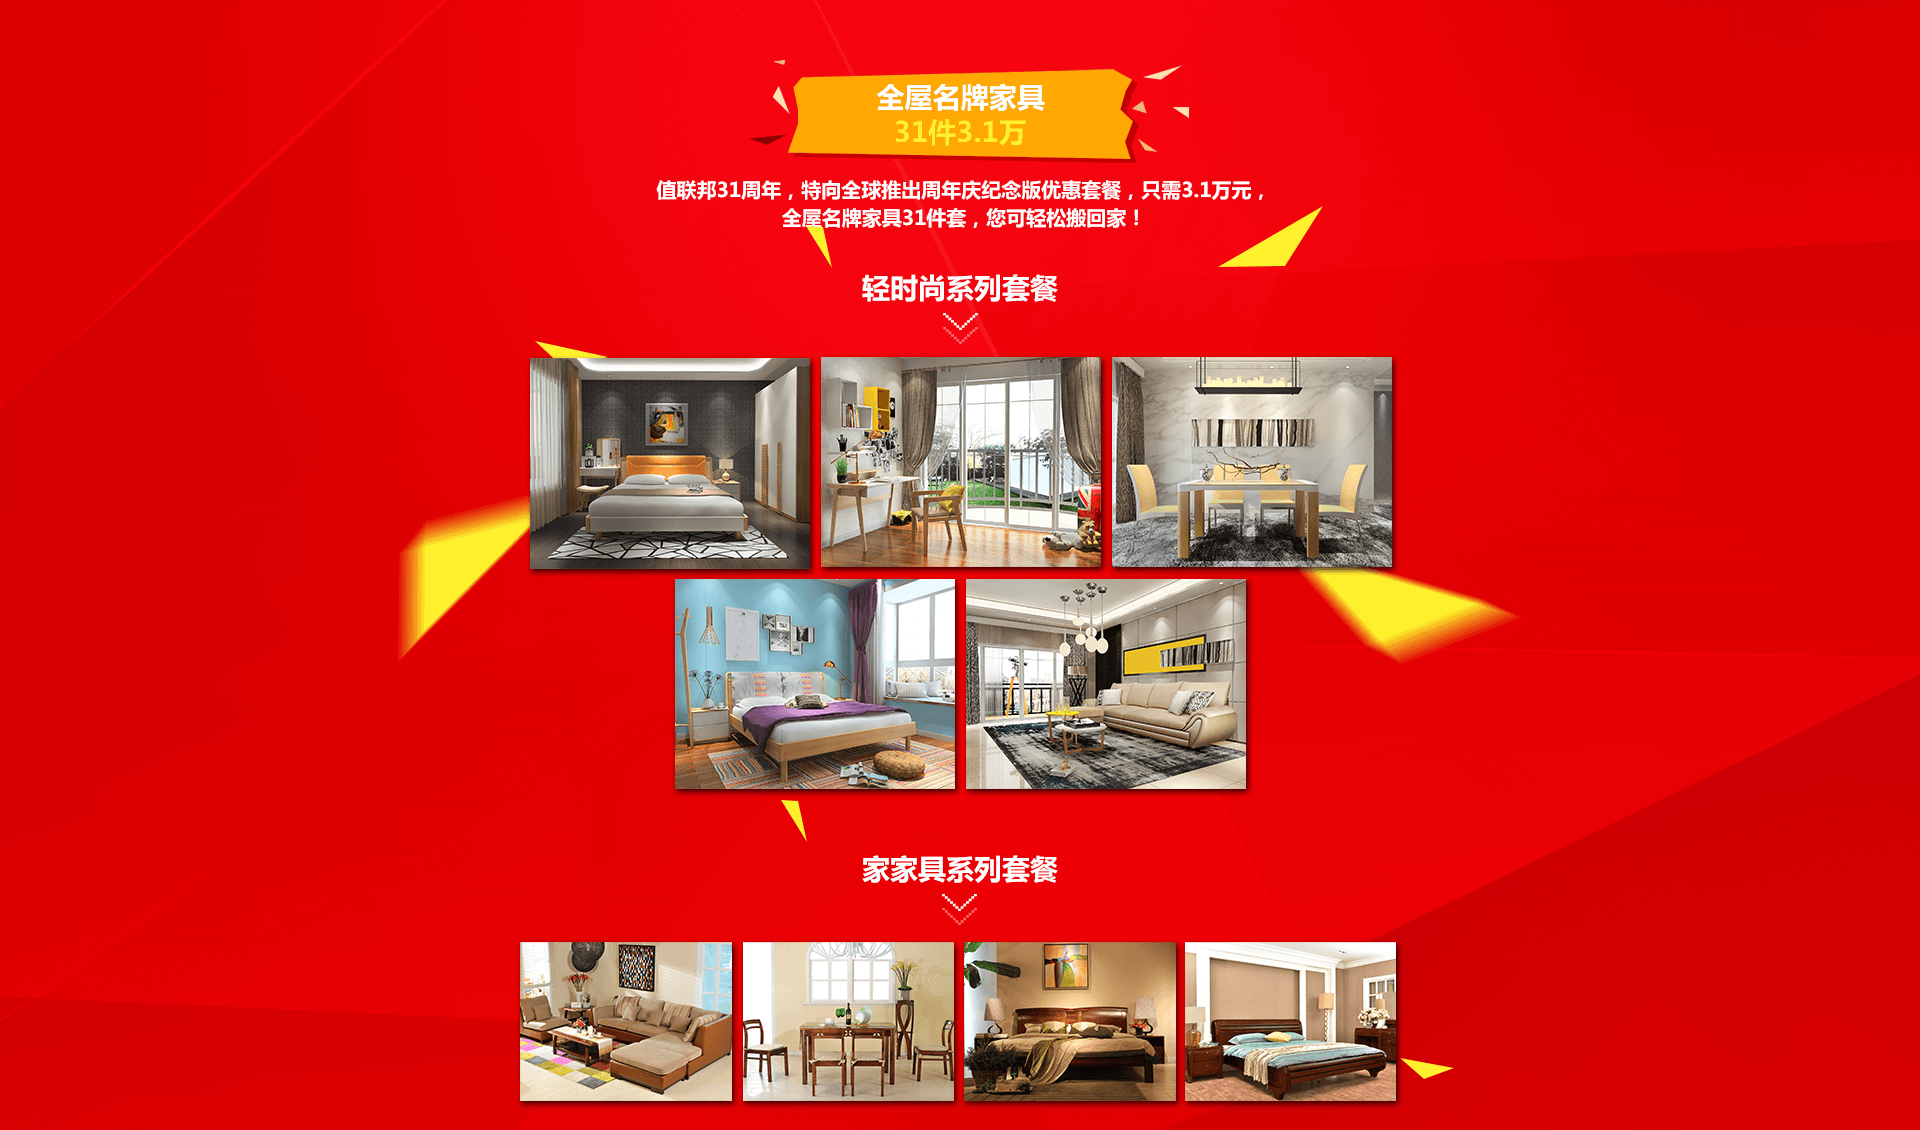 全屋名牌家具
31件3.1万
值联邦31周年，特向全球推出周年庆纪念版优惠套餐，只需3.1万元，
全屋名牌家具31件套，您可轻松搬回家！
轻时尚系列套餐
家家具系列套餐